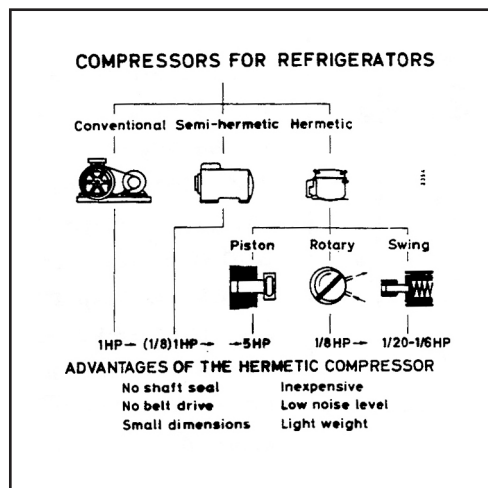 COMPRESSORS FOR REFRIGERATORS
Conventional Semi-hermetic Hermetic
2354
Piston Rotary Swing
1HP→ (1/8)1HP→ →5HP 1/8HP→ 1/20-1/6HP
ADVANTAGES OF THE HERMETIC COMPRESSOR
No shaft seal Inexpensive
No belt drive Low noise level
Small dimensions Light weight